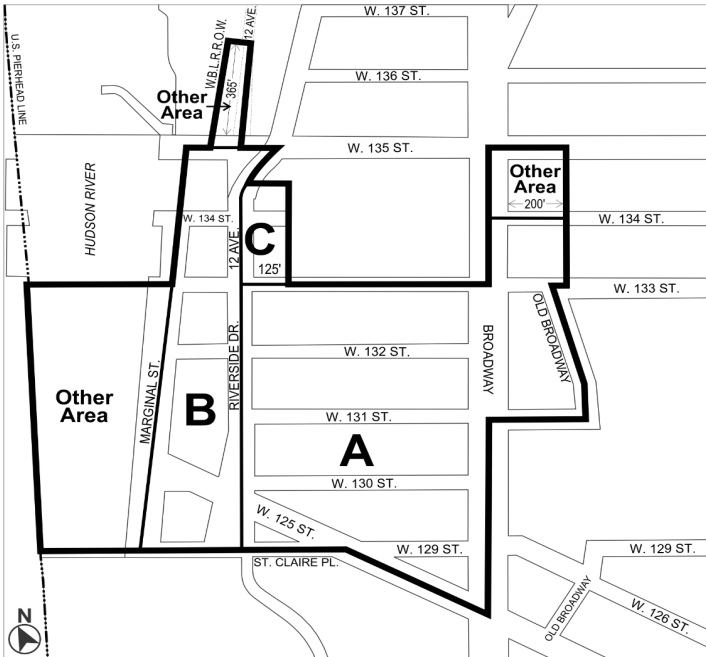 W. 137 ST.
U.S. PIERHEAD LINE
W.B.L.R.R.O.W.
12 AVE.
W. 136 ST.
365'
Other
Area
W. 135 ST.
Other
Area
200'
HUDSON RIVER
W. 134 ST.
W. 134 ST.
12 AVE.
C
125'
W. 133 ST.
OLD BROADWAY
BROADWAY
RIVERSIDE DR.
W. 132 ST.
MARGINAL ST.
Other
Area
B
W. 131 ST.
A
W. 130 ST.
W. 125 ST.
W. 129 ST.
W. 129 ST.
ST. CLAIRE PL.
OLD BROADWAY
W. 126 ST.
N